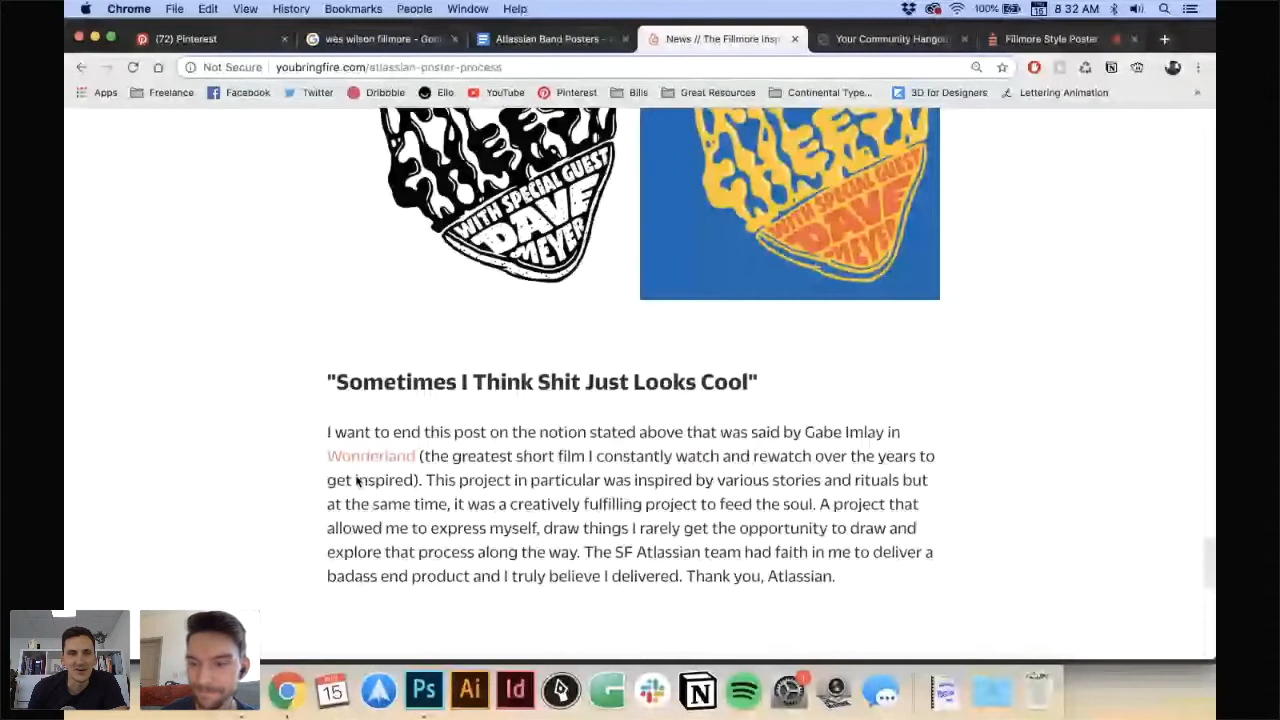 Chrome File Edit View History Bookmarks People Window Help 100% 8:32 AM
(72) Pinterest wes wilson fillmore - Goo Atlassian Band Posters - News // The Fillmore Insp Your Community Hangou Fillmore Style Poster
Not Secure youbringfire.com/atlassian-poster-process
Apps Freelance Facebook Twitter Dribbble Ello YouTube Pinterest Bills Great Resources Continental Type... 3D for Designers Lettering Animation »
WITH SPECIAL GUEST
DAVE
MEYER
WITH SPECIAL GUEST
DAVE
MEYER
"Sometimes I Think Shit Just Looks Cool"
I want to end this post on the notion stated above that was said by Gabe Imlay in
Wonderland (the greatest short film I constantly watch and rewatch over the years to
get inspired). This project in particular was inspired by various stories and rituals but
at the same time, it was a creatively fulfilling project to feed the soul. A project that
allowed me to express myself, draw things I rarely get the opportunity to draw and
explore that process along the way. The SF Atlassian team had faith in me to deliver a
badass end product and I truly believe I delivered. Thank you, Atlassian.
15 Ps Ai Id